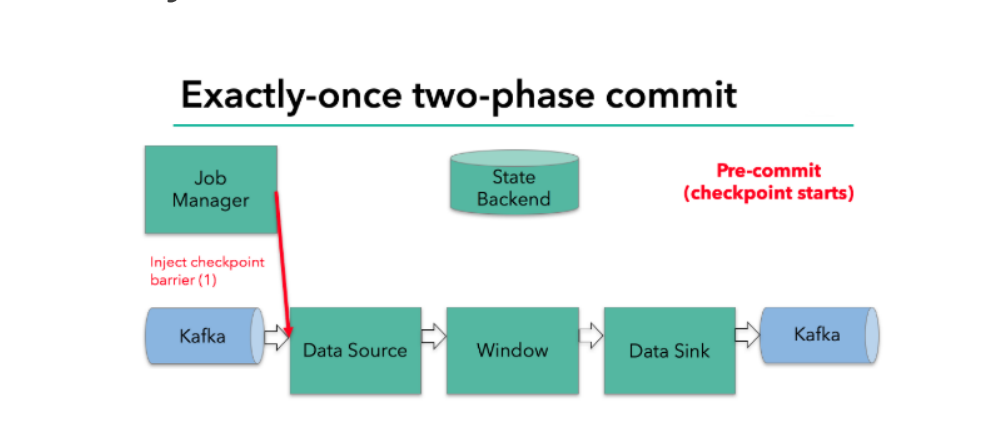 Exactly-once two-phase commit
Job
Manager
State
Backend
Pre-commit
(checkpoint starts)
Inject checkpoint
barrier (1)
Kafka
Data Source
Window
Data Sink
Kafka